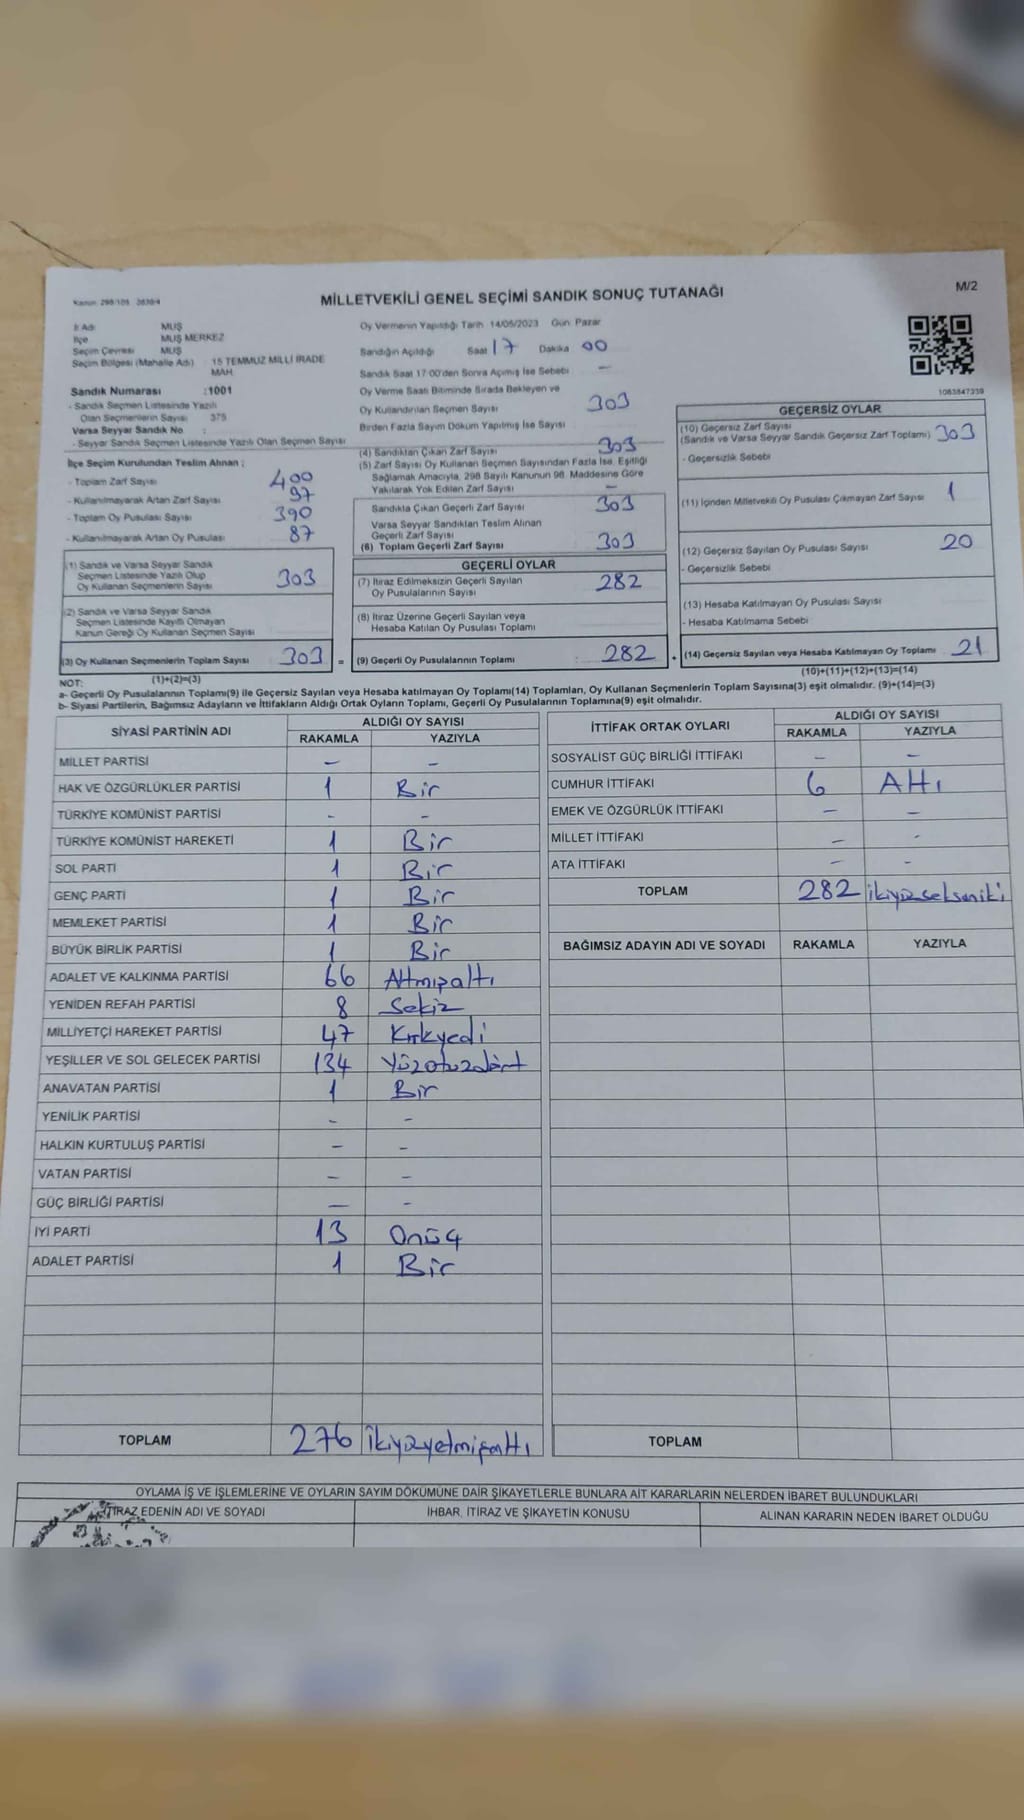 Kanun: 298/105 2839/4
MİLLETVEKİLİ GENEL SEÇİMİ SANDIK SONUÇ TUTANAĞI
M/2
İl Adı MUŞ
İlçe MUŞ MERKEZ
Seçim Çevresi MUŞ
Seçim Bölgesi (Mahalle Adı) 15 TEMMUZ MİLLİ İRADE MAH.
Sandık Numarası :1001
- Sandık Seçmen Listesinde Yazılı
Olan Seçmenlerin Sayısı 375
Varsa Seyyar Sandık No :
- Seyyar Sandık Seçmen Listesinde Yazılı Olan Seçmen Sayısı
İlçe Seçim Kurulundan Teslim Alınan ;
- Toplam Zarf Sayısı 400
- Kullanılmayarak Artan Zarf Sayısı 97
- Toplam Oy Pusulası Sayısı 390
- Kullanılmayarak Artan Oy Pusulası 87
(1) Sandık ve Varsa Seyyar Sandık
Seçmen Listesinde Yazılı Olup
Oy Kullanan Seçmenlerin Sayısı 303
(2) Sandık ve Varsa Seyyar Sandık
Seçmen Listesinde Kayıtlı Olmayan
Kanun Gereği Oy Kullanan Seçmen Sayısı
(3) Oy Kullanan Seçmenlerin Toplam Sayısı 303 =
(1)+(2)=(3)
Oy Vermenin Yapıldığı Tarih 14/05/2023 Gün: Pazar
Sandığın Açıldığı Saat 17 Dakika 00
Sandık Saat 17:00'den Sonra Açılmış İse Sebebi –
Oy Verme Saati Bitiminde Sırada Bekleyen ve
Oy Kullandırılan Seçmen Sayısı 303
Birden Fazla Sayım Döküm Yapılmış İse Sayısı
(4) Sandıktan Çıkan Zarf Sayısı 303
(5) Zarf Sayısı Oy Kullanan Seçmen Sayısından Fazla İse, Eşitliği
Sağlamak Amacıyla, 298 Sayılı Kanunun 98. Maddesine Göre
Yakılarak Yok Edilen Zarf Sayısı –
Sandıkta Çıkan Geçerli Zarf Sayısı 303
Varsa Seyyar Sandıktan Teslim Alınan
Geçerli Zarf Sayısı
(6) Toplam Geçerli Zarf Sayısı 303
GEÇERLİ OYLAR
(7) İtiraz Edilmeksizin Geçerli Sayılan
Oy Pusulalarının Sayısı 282
(8) İtiraz Üzerine Geçerli Sayılan veya
Hesaba Katılan Oy Pusulası Toplamı
(9) Geçerli Oy Pusulalarının Toplamı : 282 +
1063847339
GEÇERSİZ OYLAR
(10) Geçersiz Zarf Sayısı
(Sandık ve Varsa Seyyar Sandık Geçersiz Zarf Toplamı) 303
- Geçersizlik Sebebi
(11) İçinden Milletvekili Oy Pusulası Çıkmayan Zarf Sayısı 1
(12) Geçersiz Sayılan Oy Pusulası Sayısı 20
- Geçersizlik Sebebi
(13) Hesaba Katılmayan Oy Pusulası Sayısı
- Hesaba Katılmama Sebebi
(14) Geçersiz Sayılan veya Hesaba Katılmayan Oy Toplamı 21
(10)+(11)+(12)+(13)=(14)
NOT:
a- Geçerli Oy Pusulalarının Toplamı(9) ile Geçersiz Sayılan veya Hesaba katılmayan Oy Toplamı(14) Toplamları, Oy Kullanan Seçmenlerin Toplam Sayısına(3) eşit olmalıdır. (9)+(14)=(3)
b- Siyasi Partilerin, Bağımsız Adayların ve İttifakların Aldığı Ortak Oyların Toplamı, Geçerli Oy Pusulalarının Toplamına(9) eşit olmalıdır.
SİYASİ PARTİNİN ADI ALDIĞI OY SAYISI
RAKAMLA YAZIYLA
MİLLET PARTİSİ – –
HAK VE ÖZGÜRLÜKLER PARTİSİ 1 Bir
TÜRKİYE KOMÜNİST PARTİSİ - -
TÜRKİYE KOMÜNİST HAREKETİ 1 Bir
SOL PARTİ 1 Bir
GENÇ PARTİ 1 Bir
MEMLEKET PARTİSİ 1 Bir
BÜYÜK BİRLİK PARTİSİ 1 Bir
ADALET VE KALKINMA PARTİSİ 66 Altmışaltı
YENİDEN REFAH PARTİSİ 8 Sekiz
MİLLİYETÇİ HAREKET PARTİSİ 47 Kırkyedi
YEŞİLLER VE SOL GELECEK PARTİSİ 134 Yüzotuzdört
ANAVATAN PARTİSİ 1 Bir
YENİLİK PARTİSİ - -
HALKIN KURTULUŞ PARTİSİ – -
VATAN PARTİSİ – -
GÜÇ BİRLİĞİ PARTİSİ — -
İYİ PARTİ 13 Onüç
ADALET PARTİSİ 1 Bir
TOPLAM 276 ikiyüzyetmişaltı
İTTİFAK ORTAK OYLARI ALDIĞI OY SAYISI
RAKAMLA YAZIYLA
SOSYALİST GÜÇ BİRLİĞİ İTTİFAKI – –
CUMHUR İTTİFAKI 6 Altı
EMEK VE ÖZGÜRLÜK İTTİFAKI – –
MİLLET İTTİFAKI – -
ATA İTTİFAKI – -
TOPLAM 282 ikiyüzsekseniki
BAĞIMSIZ ADAYIN ADI VE SOYADI RAKAMLA YAZIYLA
TOPLAM
OYLAMA İŞ VE İŞLEMLERİNE VE OYLARIN SAYIM DÖKÜMÜNE DAİR ŞİKAYETLERLE BUNLARA AİT KARARLARIN NELERDEN İBARET BULUNDUKLARI
İTİRAZ EDENİN ADI VE SOYADI İHBAR, İTİRAZ VE ŞİKAYETİN KONUSU ALINAN KARARIN NEDEN İBARET OLDUĞU